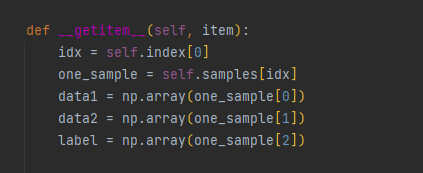 def __getitem__(self, item):
    idx = self.index[0]
    one_sample = self.samples[idx]
    data1 = np.array(one_sample[0])
    data2 = np.array(one_sample[1])
    label = np.array(one_sample[2])